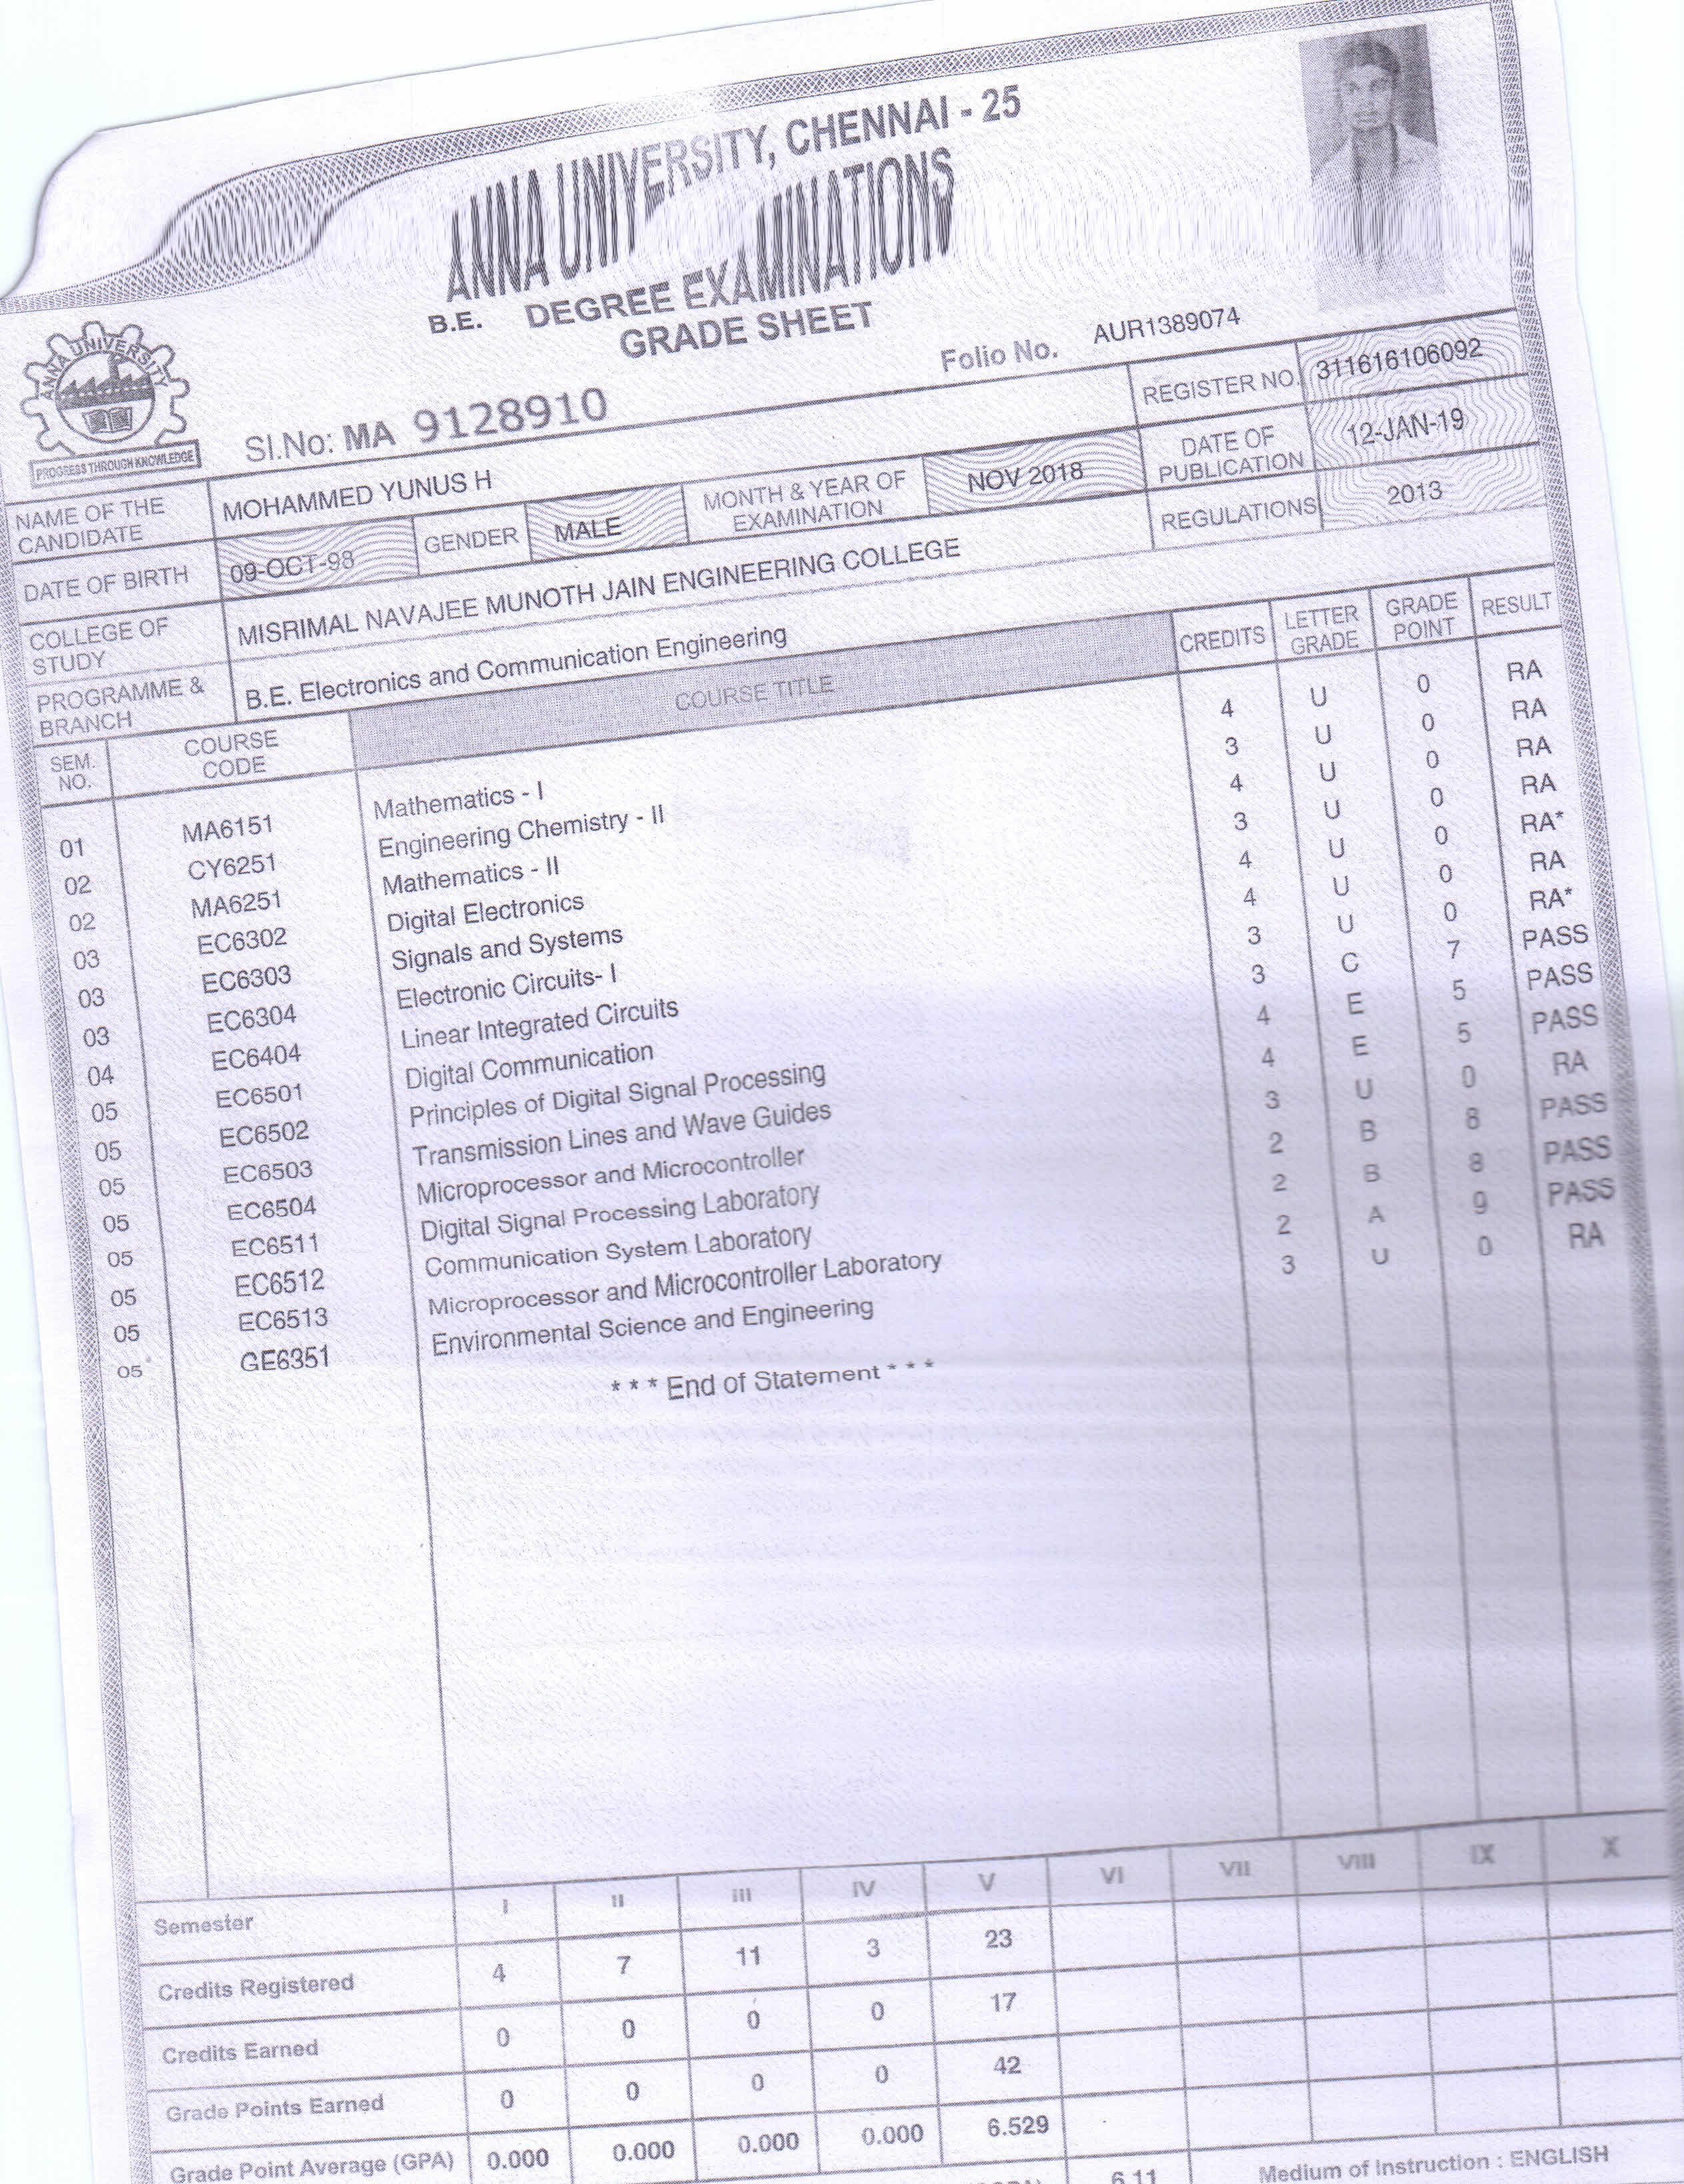 ANNA UNIVERSITY, CHENNAI - 25
B.E. DEGREE EXAMINATIONS
GRADE SHEET
ANNA UNIVERSITY
PROGRESS THROUGH KNOWLEDGE
Sl.No: MA 9128910
Folio No. AUR1389074
REGISTER NO. 311616106092
NAME OF THE CANDIDATE MOHAMMED YUNUS H
DATE OF PUBLICATION 12-JAN-19
DATE OF BIRTH 09-OCT-98 GENDER MALE MONTH & YEAR OF EXAMINATION NOV 2018
REGULATIONS 2013
COLLEGE OF STUDY MISRIMAL NAVAJEE MUNOTH JAIN ENGINEERING COLLEGE
PROGRAMME & BRANCH B.E. Electronics and Communication Engineering
SEM. NO. COURSE CODE COURSE TITLE CREDITS LETTER GRADE GRADE POINT RESULT
01 MA6151 Mathematics - I 4 U 0 RA
02 CY6251 Engineering Chemistry - II 3 U 0 RA
02 MA6251 Mathematics - II 4 U 0 RA
03 EC6302 Digital Electronics 3 U 0 RA
03 EC6303 Signals and Systems 4 U 0 RA*
03 EC6304 Electronic Circuits- I 4 U 0 RA
04 EC6404 Linear Integrated Circuits 3 U 0 RA*
05 EC6501 Digital Communication 3 C 7 PASS
05 EC6502 Principles of Digital Signal Processing 4 E 5 PASS
05 EC6503 Transmission Lines and Wave Guides 4 E 5 PASS
05 EC6504 Microprocessor and Microcontroller 3 U 0 RA
05 EC6511 Digital Signal Processing Laboratory 2 B 8 PASS
05 EC6512 Communication System Laboratory 2 B 8 PASS
05 EC6513 Microprocessor and Microcontroller Laboratory 2 A 9 PASS
05 GE6351 Environmental Science and Engineering 3 U 0 RA
* * * End of Statement * * *
Semester I II III IV V VI VII VIII IX X
Credits Registered 4 7 11 3 23
Credits Earned 0 0 0 0 17
Grade Points Earned 0 0 0 0 42
Grade Point Average (GPA) 0.000 0.000 0.000 0.000 6.529
6.11 Medium of Instruction : ENGLISH